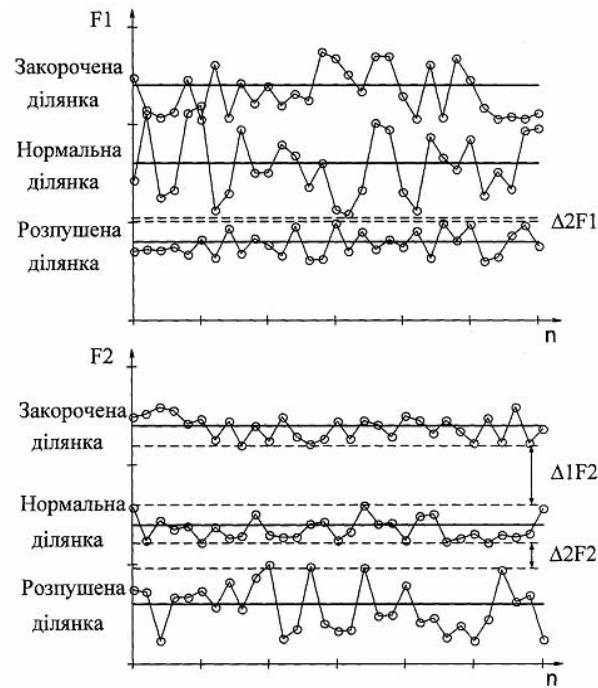 F1
Закорочена
ділянка
Нормальна
ділянка
Розпушена
ділянка
Δ2F1
n
F2
Закорочена
ділянка
Δ1F2
Нормальна
ділянка
Δ2F2
Розпушена
ділянка
n